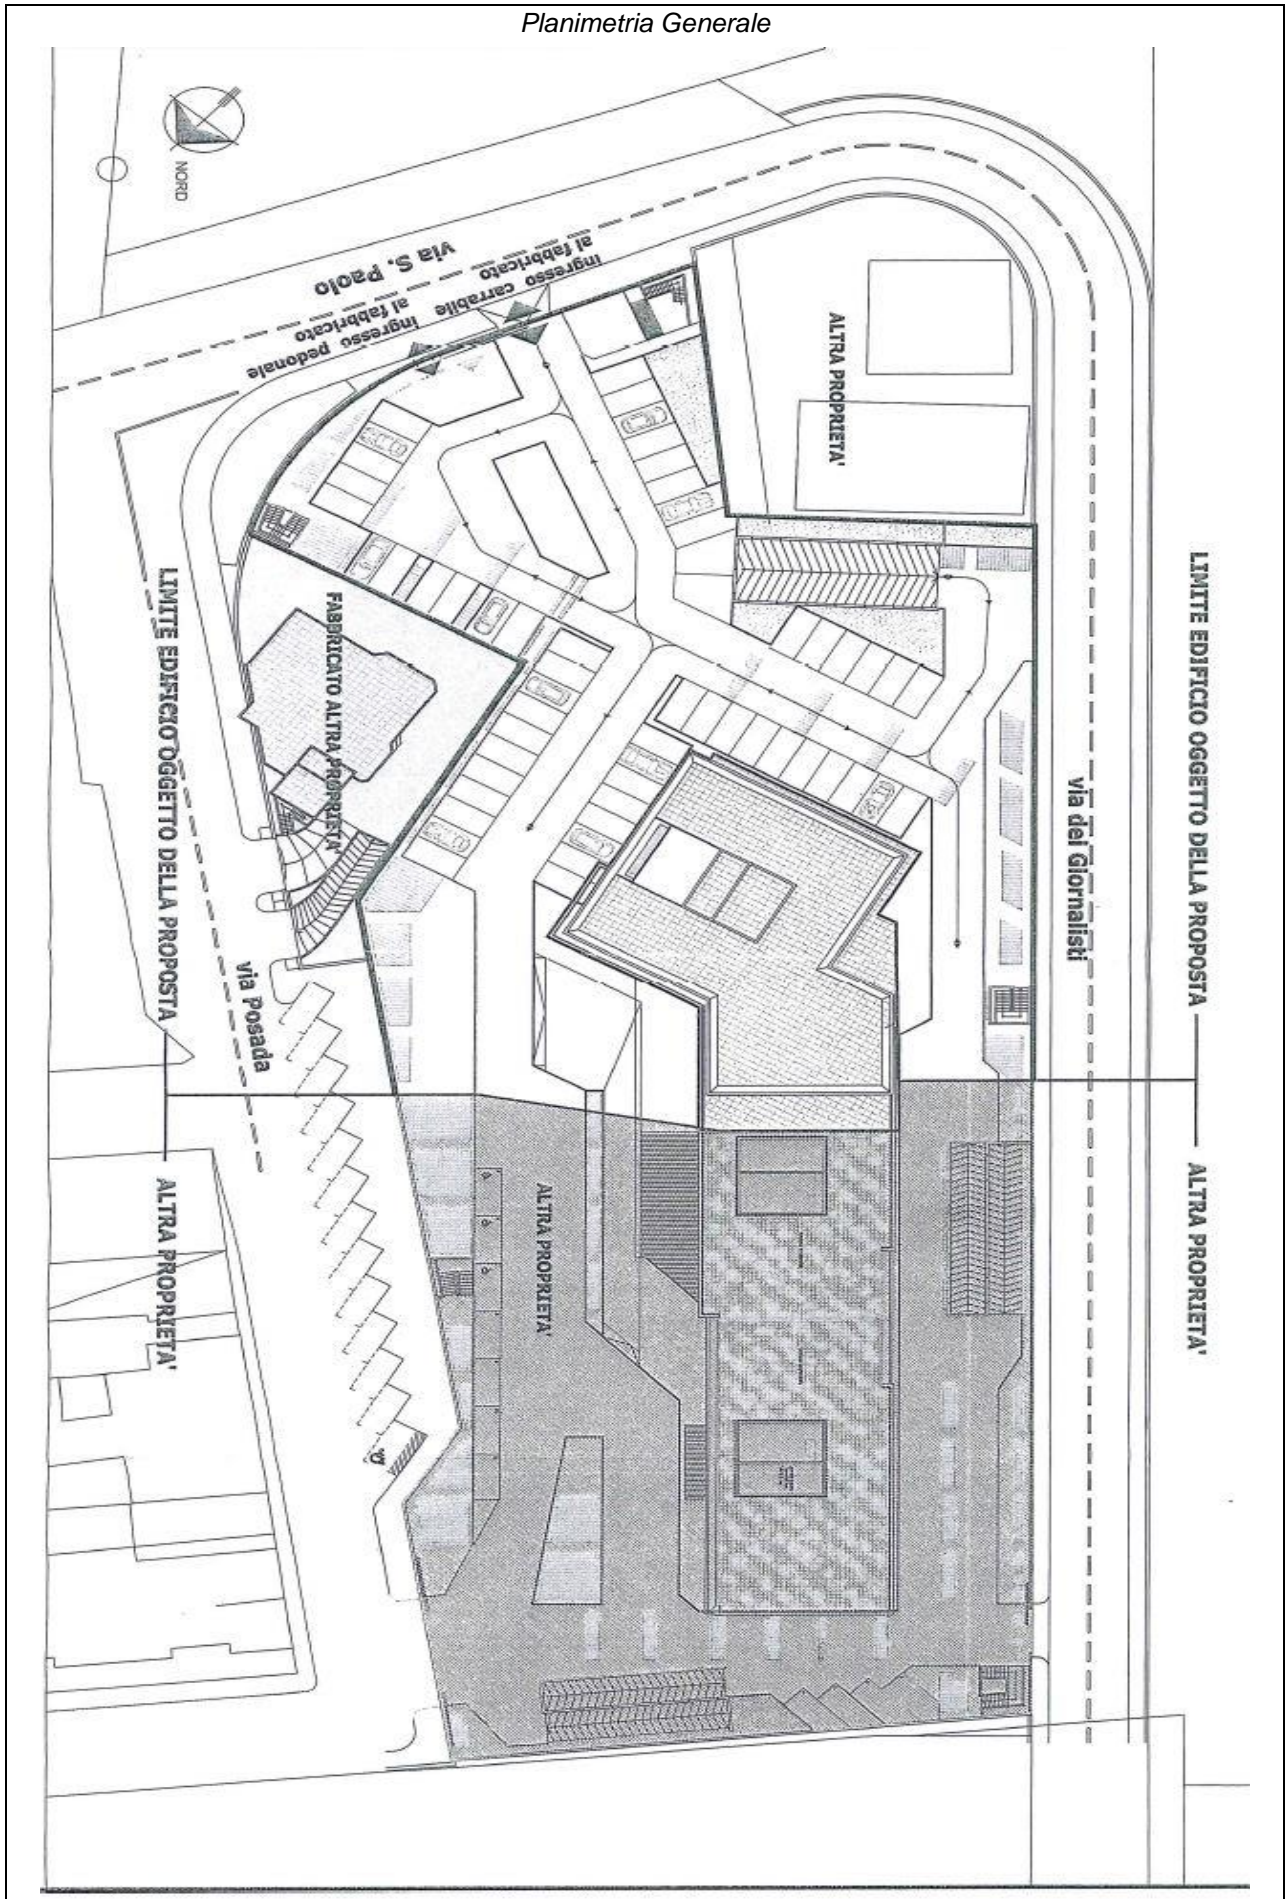 Planimetria Generale
NORD
via S. Paolo
ingresso carrabile
al fabbricato
ingresso pedonale
al fabbricato
ALTRA PROPRIETA'
LIMITE EDIFICIO OGGETTO DELLA PROPOSTA
ALTRA PROPRIETA'
via dei Giornalisti
FABBRICATO ALTRA PROPRIETA'
LIMITE EDIFICIO OGGETTO DELLA PROPOSTA
ALTRA PROPRIETA'
via Posada
ALTRA PROPRIETA'